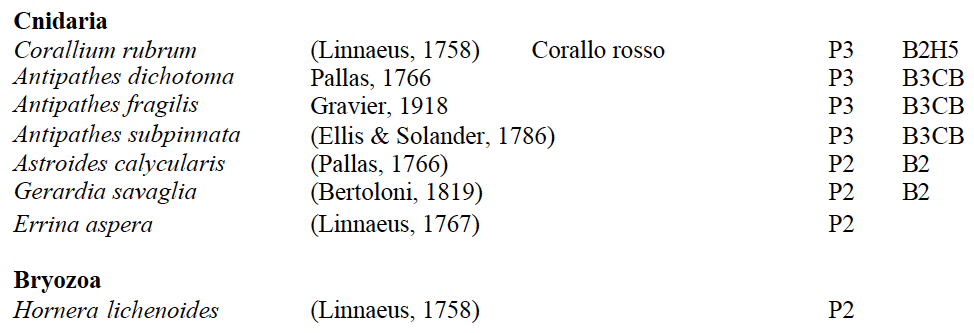 Cnidaria
Corallium rubrum (Linnaeus, 1758) Corallo rosso P3 B2H5
Antipathes dichotoma Pallas, 1766 P3 B3CB
Antipathes fragilis Gravier, 1918 P3 B3CB
Antipathes subpinnata (Ellis & Solander, 1786) P3 B3CB
Astroides calycularis (Pallas, 1766) P2 B2
Gerardia savaglia (Bertoloni, 1819) P2 B2
Errina aspera (Linnaeus, 1767) P2
Bryozoa
Hornera lichenoides (Linnaeus, 1758) P2